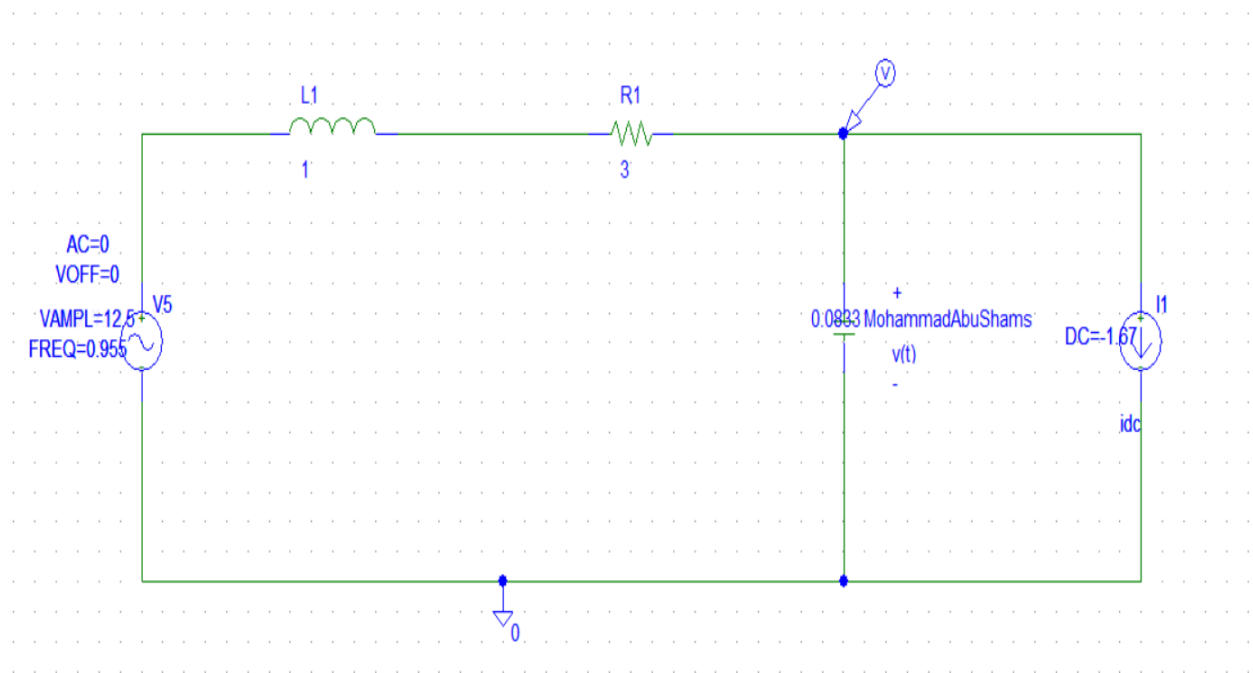 V
L1
R1
1
3
AC=0
VOFF=0
V5
VAMPL=12.5
FREQ=0.955
+
0.0833 MohammadAbuShams
v(t)
-
I1
DC=-1.67
idc
0